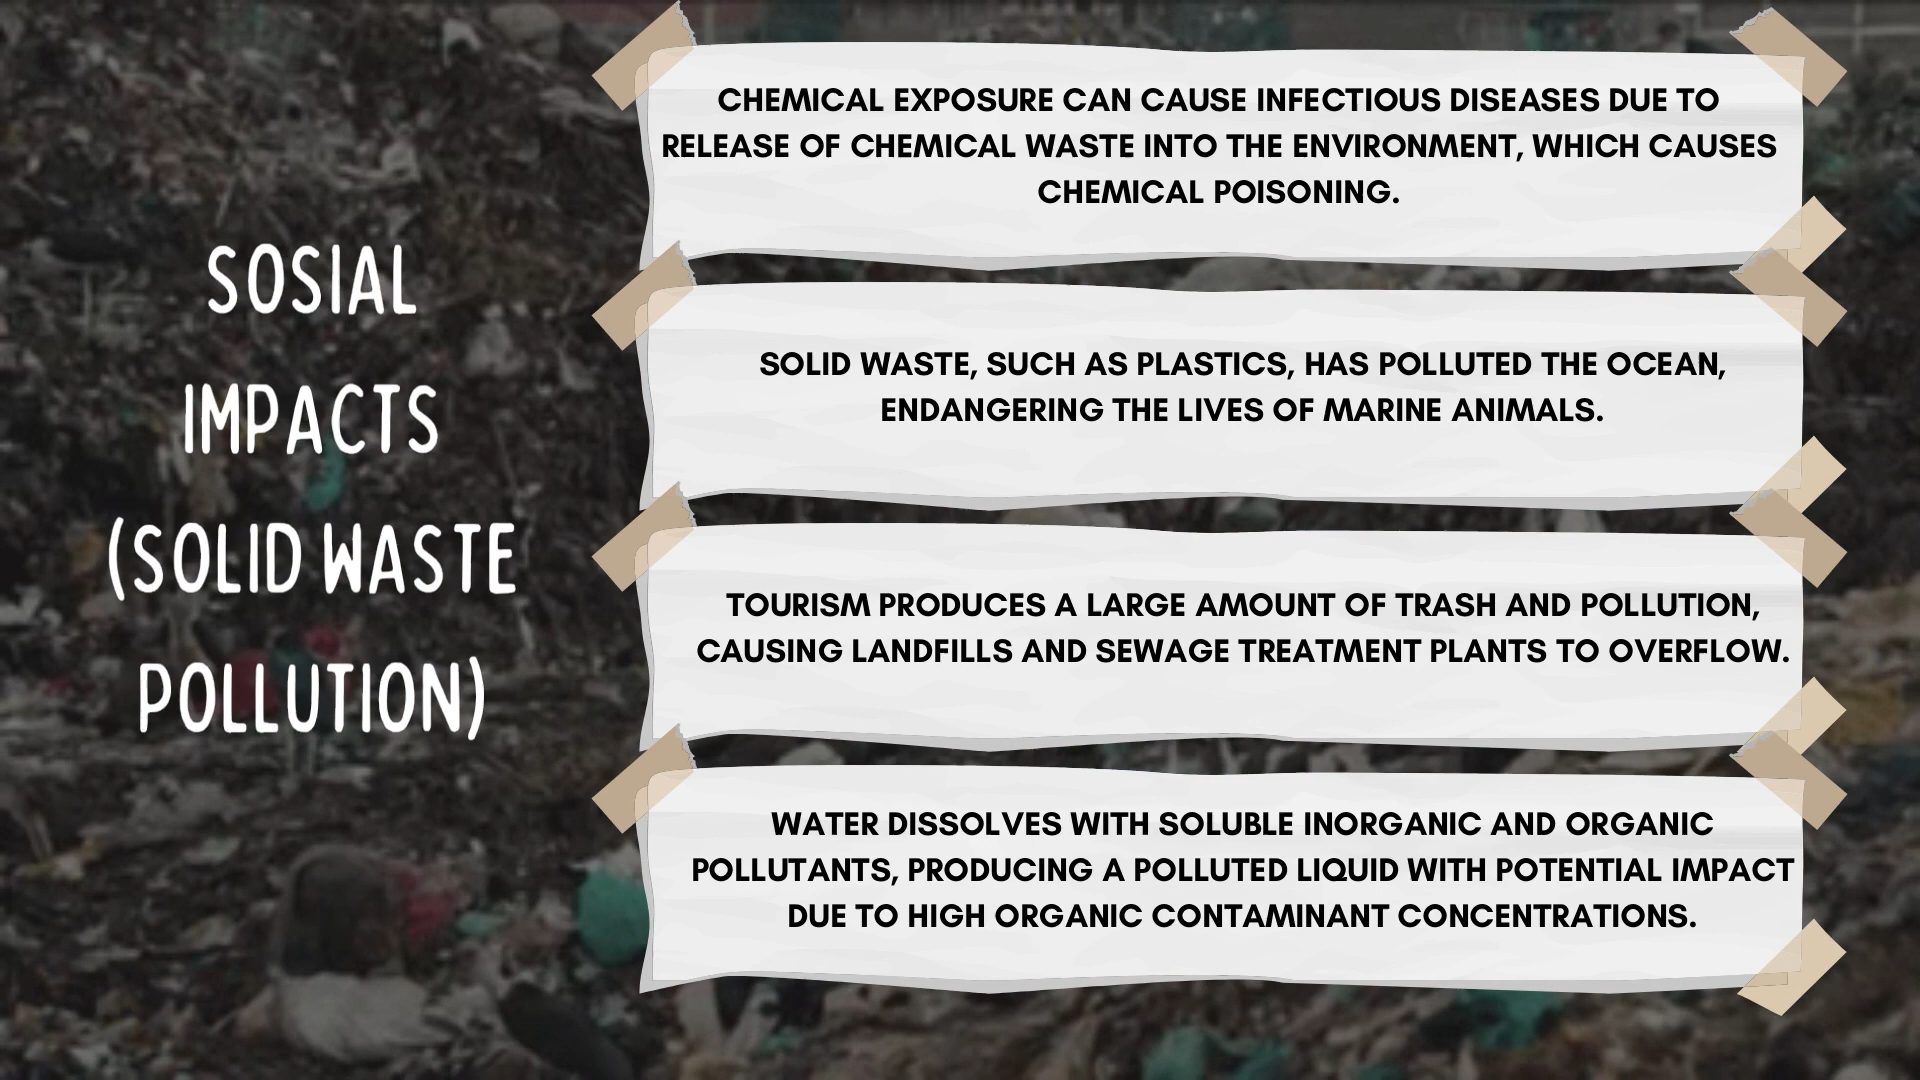 SOSIAL
IMPACTS
(SOLID WASTE
POLLUTION)
CHEMICAL EXPOSURE CAN CAUSE INFECTIOUS DISEASES DUE TO
RELEASE OF CHEMICAL WASTE INTO THE ENVIRONMENT, WHICH CAUSES
CHEMICAL POISONING.
SOLID WASTE, SUCH AS PLASTICS, HAS POLLUTED THE OCEAN,
ENDANGERING THE LIVES OF MARINE ANIMALS.
TOURISM PRODUCES A LARGE AMOUNT OF TRASH AND POLLUTION,
CAUSING LANDFILLS AND SEWAGE TREATMENT PLANTS TO OVERFLOW.
WATER DISSOLVES WITH SOLUBLE INORGANIC AND ORGANIC
POLLUTANTS, PRODUCING A POLLUTED LIQUID WITH POTENTIAL IMPACT
DUE TO HIGH ORGANIC CONTAMINANT CONCENTRATIONS.